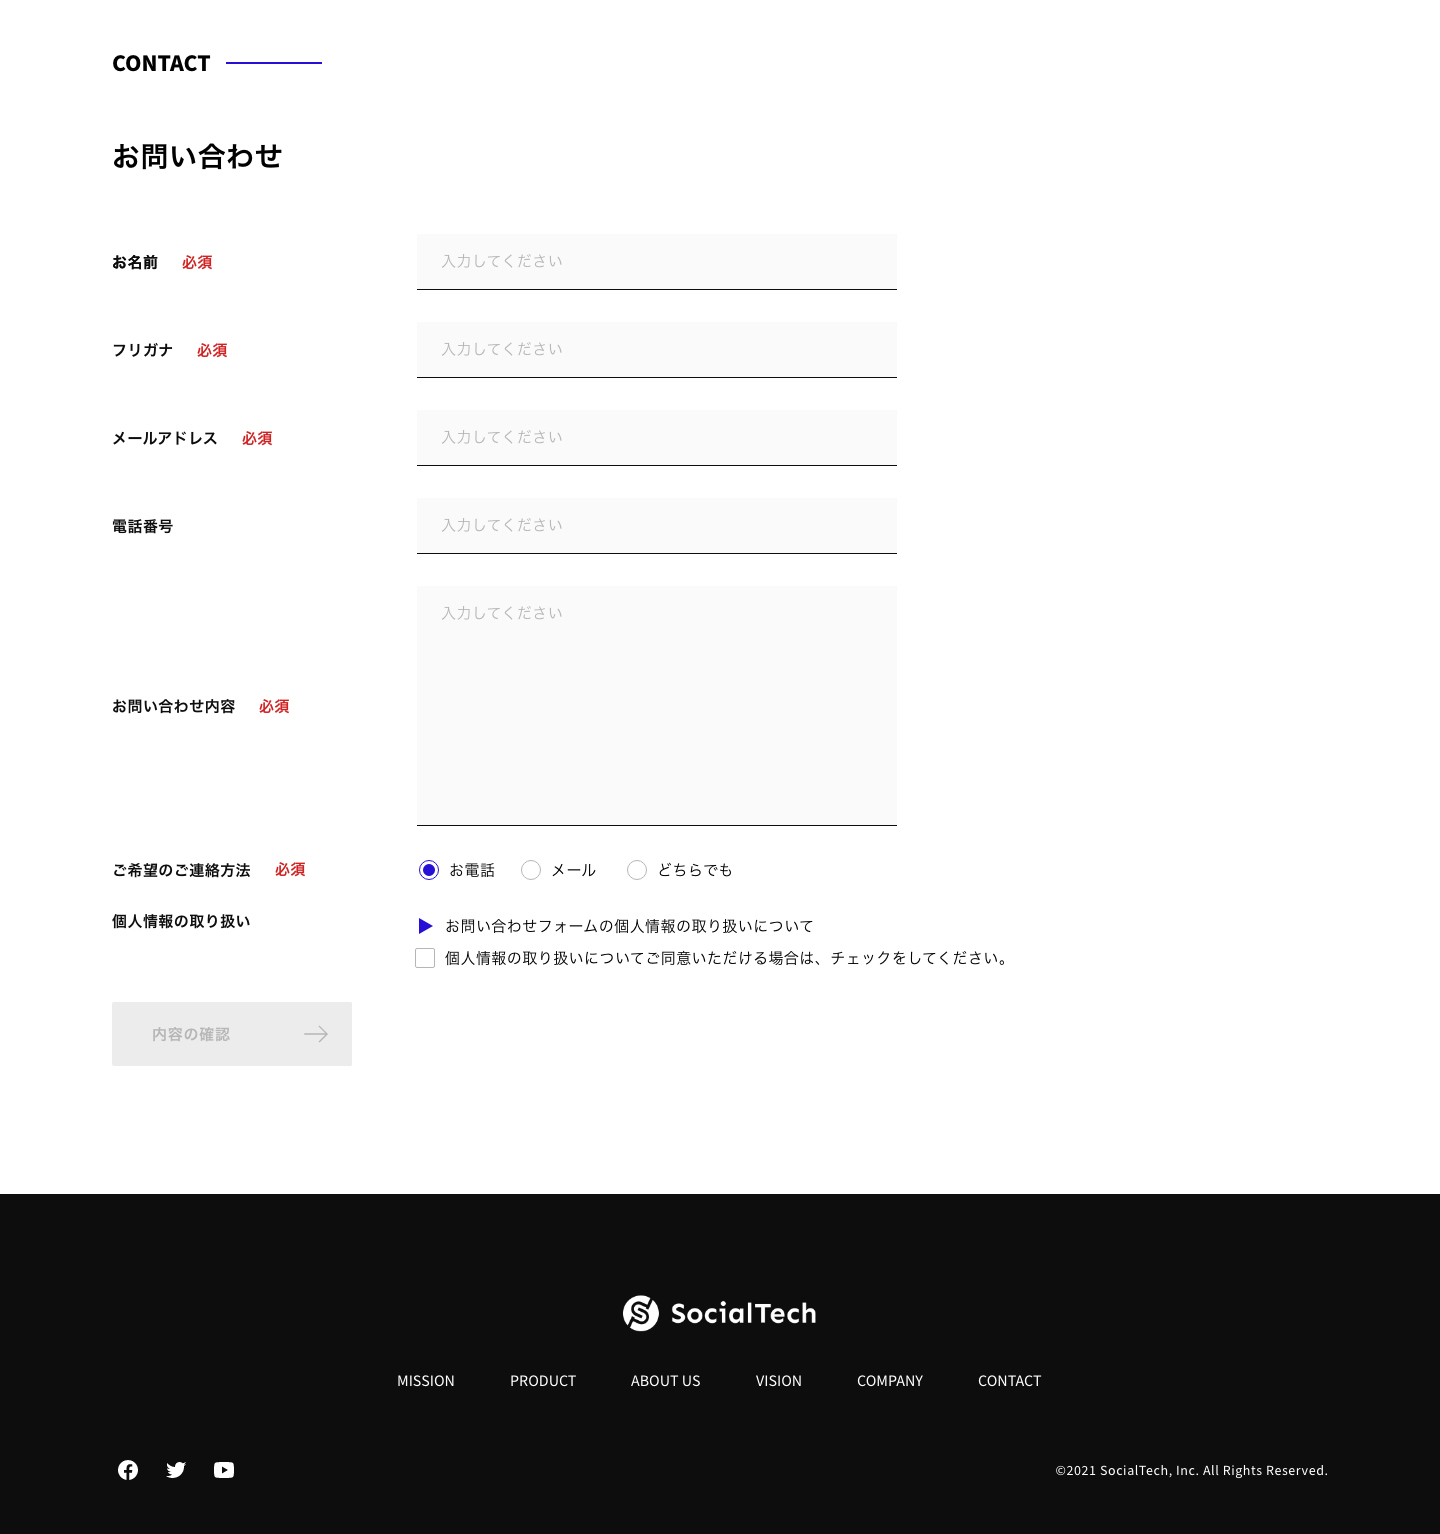 CONTACT
お問い合わせ
お名前 必須 入力してください
フリガナ 必須 入力してください
メールアドレス 必須 入力してください
電話番号 入力してください
入力してください
お問い合わせ内容 必須
ご希望のご連絡方法 必須 お電話 メール どちらでも
個人情報の取り扱い
お問い合わせフォームの個人情報の取り扱いについて
個人情報の取り扱いについてご同意いただける場合は、チェックをしてください。
内容の確認
SocialTech
MISSION PRODUCT ABOUT US VISION COMPANY CONTACT
©2021 SocialTech, Inc. All Rights Reserved.